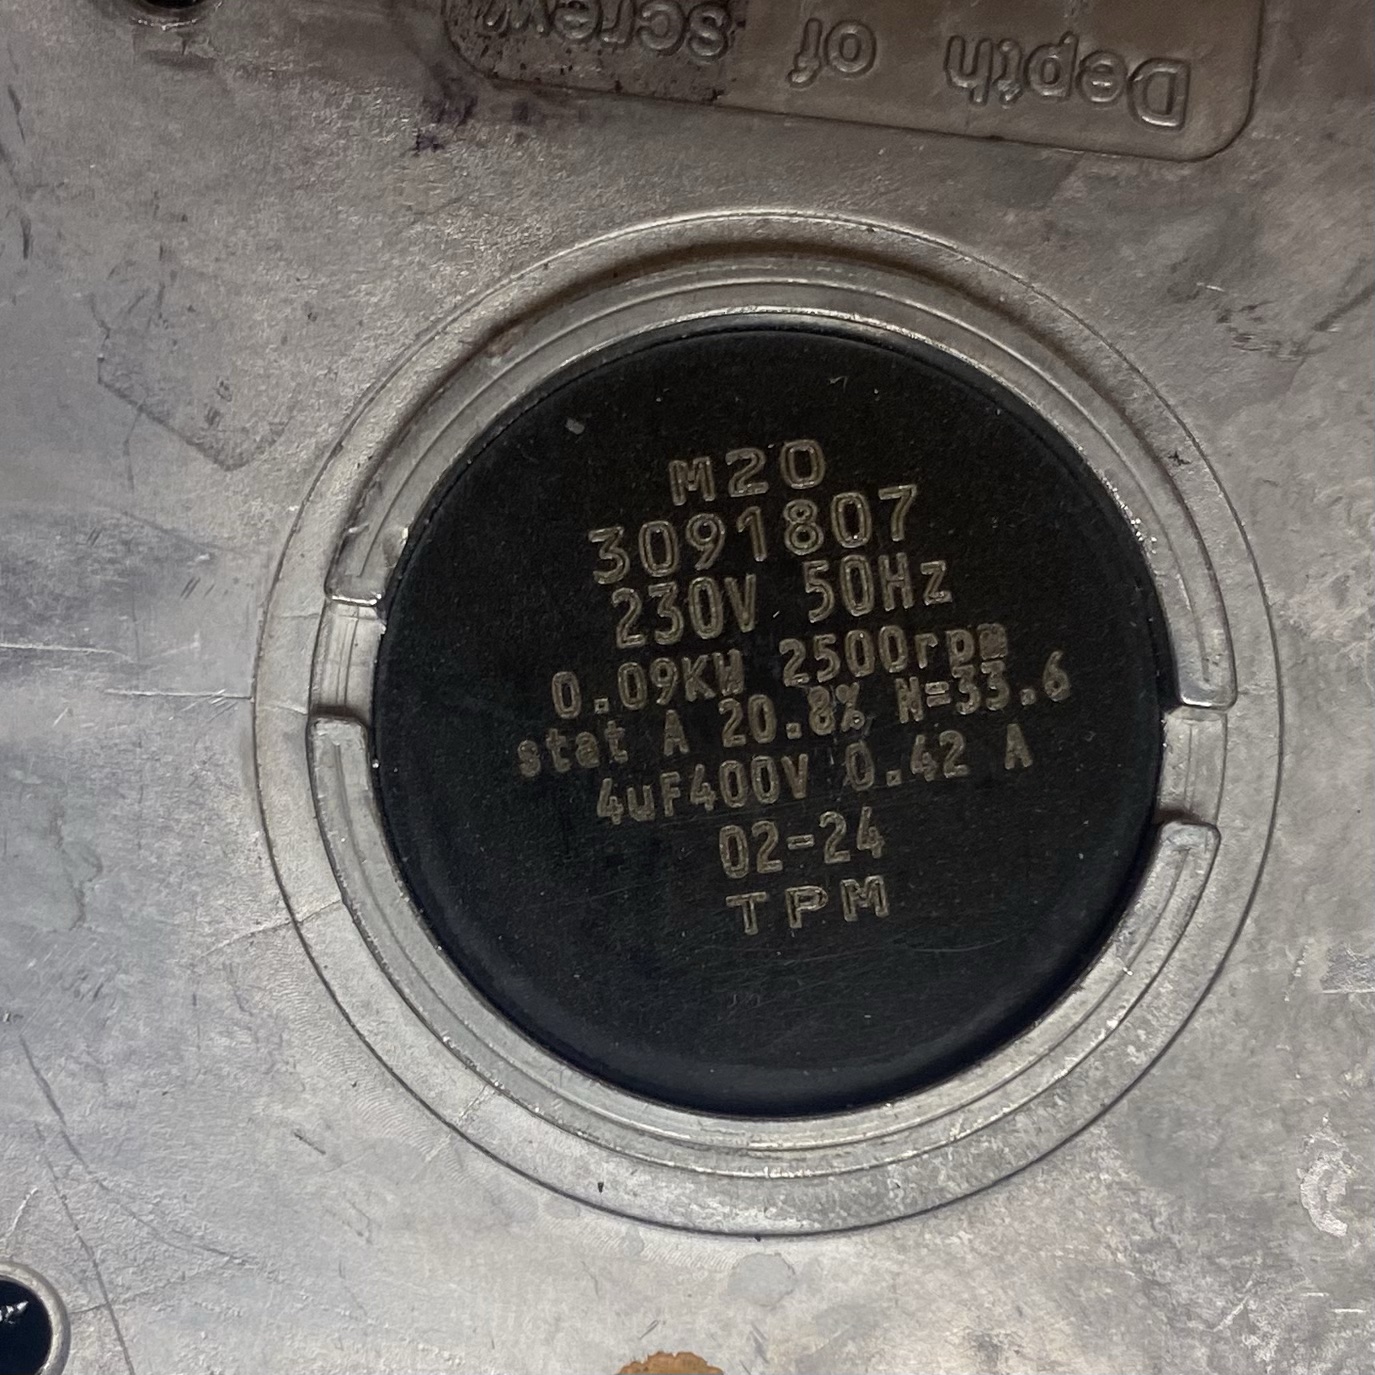 Depth of screw
M20
3091807
230V 50Hz
0.09KW 2500rpm
stat A 20.8% N=33.6
4uF400V 0.42 A
02-24
TPM